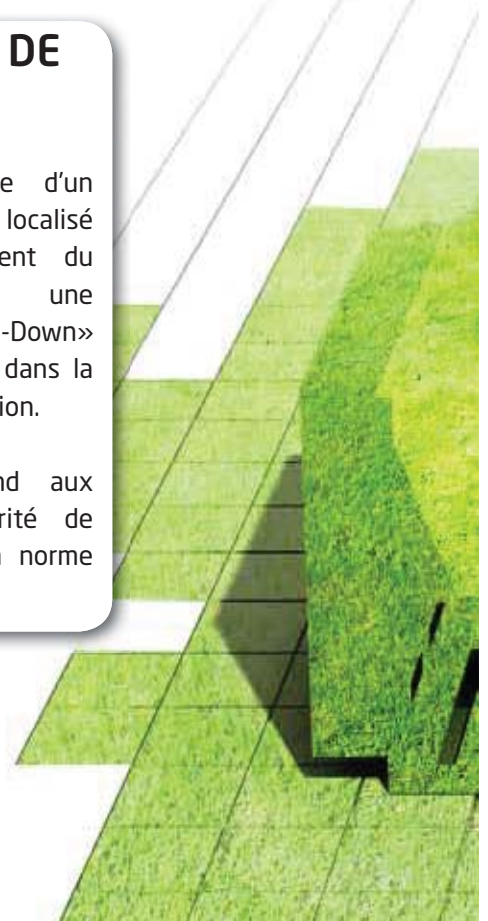 DE
e d'un
localisé
ent du
une
-Down»
dans la
ion.
nd aux
rité de
norme